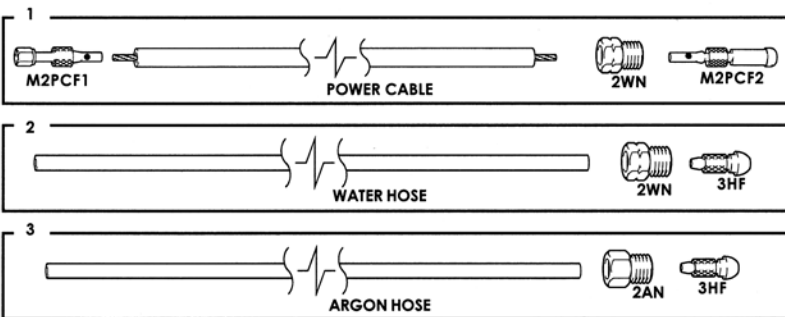 1
M2PCF1
POWER CABLE
2WN
M2PCF2
2
WATER HOSE
2WN
3HF
3
ARGON HOSE
2AN
3HF